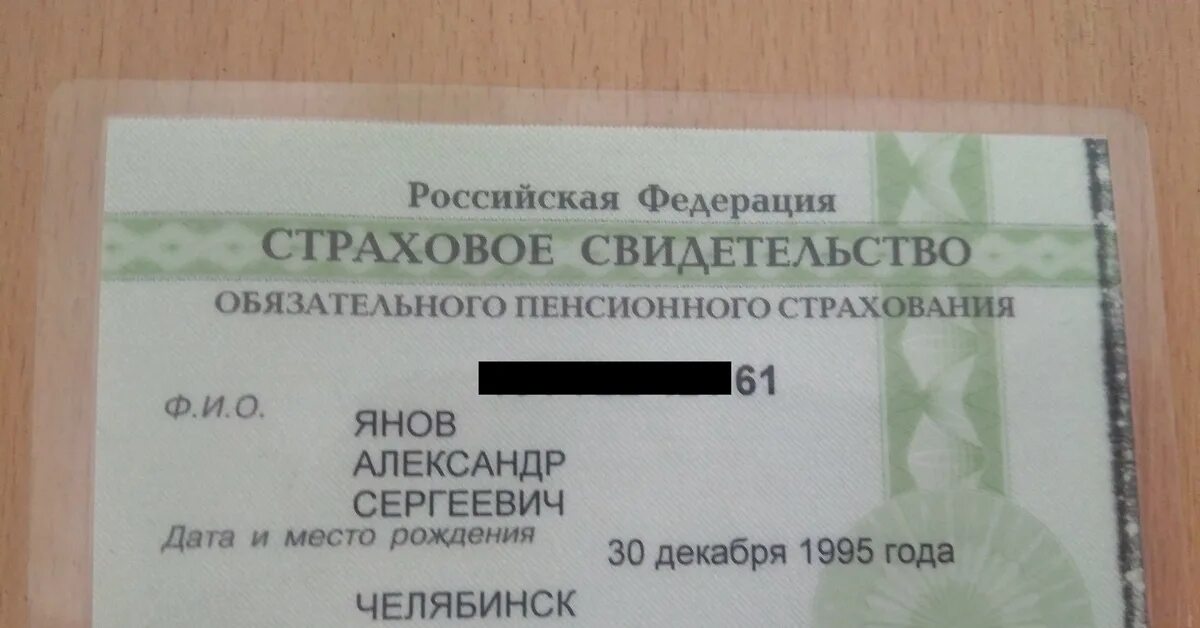 Российская Федерация
СТРАХОВОЕ СВИДЕТЕЛЬСТВО
ОБЯЗАТЕЛЬНОГО ПЕНСИОННОГО СТРАХОВАНИЯ
61
Ф.И.О.
ЯНОВ
АЛЕКСАНДР
СЕРГЕЕВИЧ
Дата и место рождения
30 декабря 1995 года
ЧЕЛЯБИНСК